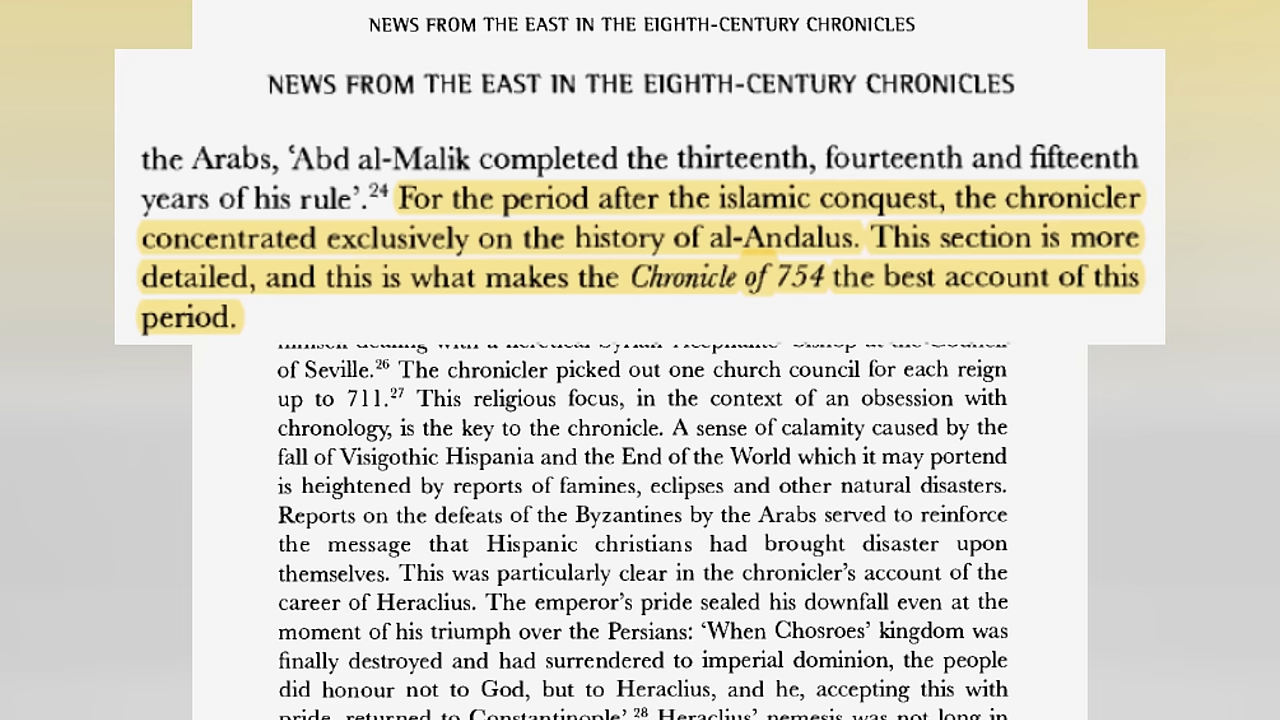 NEWS FROM THE EAST IN THE EIGHTH-CENTURY CHRONICLES
NEWS FROM THE EAST IN THE EIGHTH-CENTURY CHRONICLES
the Arabs, ‘Abd al-Malik completed the thirteenth, fourteenth and fifteenth
years of his rule’.²⁴ For the period after the islamic conquest, the chronicler
concentrated exclusively on the history of al-Andalus. This section is more
detailed, and this is what makes the Chronicle of 754 the best account of this
period.
of Seville.²⁶ The chronicler picked out one church council for each reign
up to 711.²⁷ This religious focus, in the context of an obsession with
chronology, is the key to the chronicle. A sense of calamity caused by the
fall of Visigothic Hispania and the End of the World which it may portend
is heightened by reports of famines, eclipses and other natural disasters.
Reports on the defeats of the Byzantines by the Arabs served to reinforce
the message that Hispanic christians had brought disaster upon
themselves. This was particularly clear in the chronicler’s account of the
career of Heraclius. The emperor’s pride sealed his downfall even at the
moment of his triumph over the Persians: ‘When Chosroes’ kingdom was
finally destroyed and had surrendered to imperial dominion, the people
did honour not to God, but to Heraclius, and he, accepting this with
pride, returned to Constantinople’.²⁸ Heraclius’ nemesis was not long in